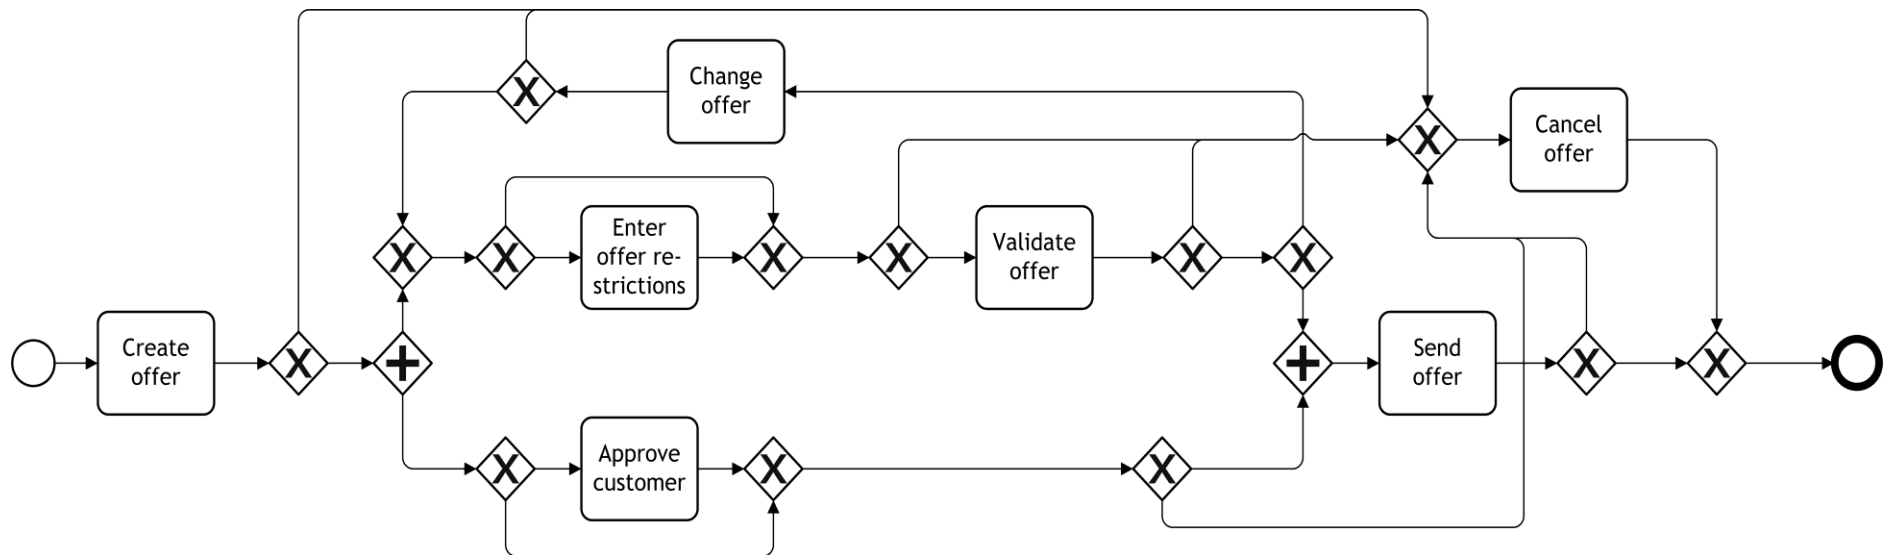 Change
offer
Cancel
offer
Enter
offer re-
strictions
Validate
offer
Create
offer
Send
offer
Approve
customer